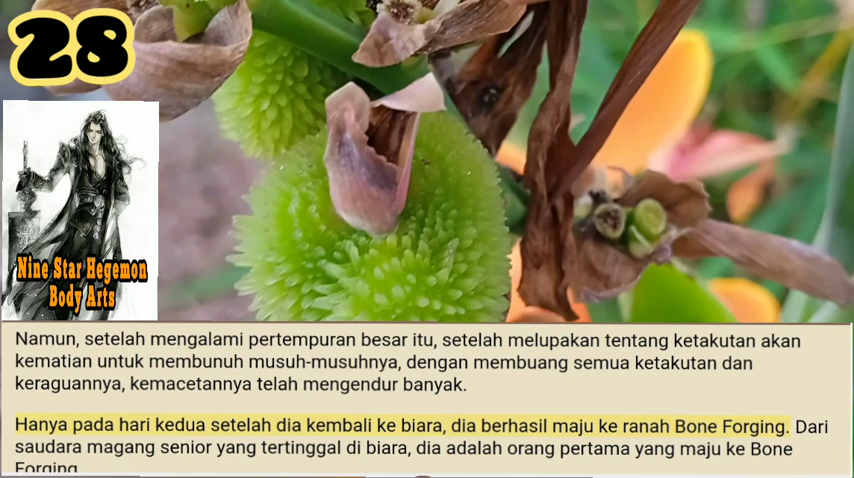 28
Nine Star Hegemon
Body Arts
Namun, setelah mengalami pertempuran besar itu, setelah melupakan tentang ketakutan akan
kematian untuk membunuh musuh-musuhnya, dengan membuang semua ketakutan dan
keraguannya, kemacetannya telah mengendur banyak.
Hanya pada hari kedua setelah dia kembali ke biara, dia berhasil maju ke ranah Bone Forging. Dari
saudara magang senior yang tertinggal di biara, dia adalah orang pertama yang maju ke Bone
Forging